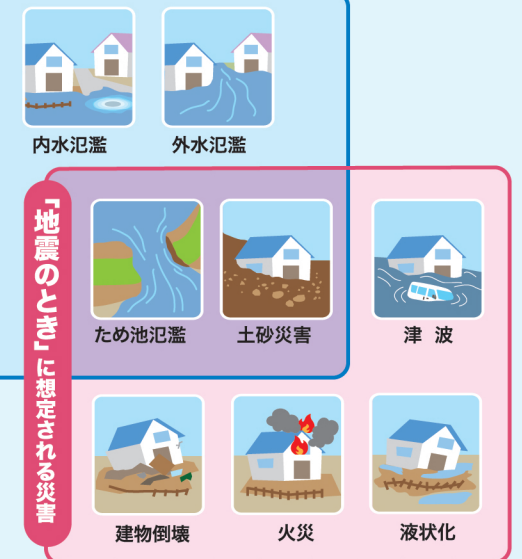 内水氾濫
外水氾濫
「地震のとき」に想定される災害
ため池氾濫
土砂災害
津 波
建物倒壊
火災
液状化